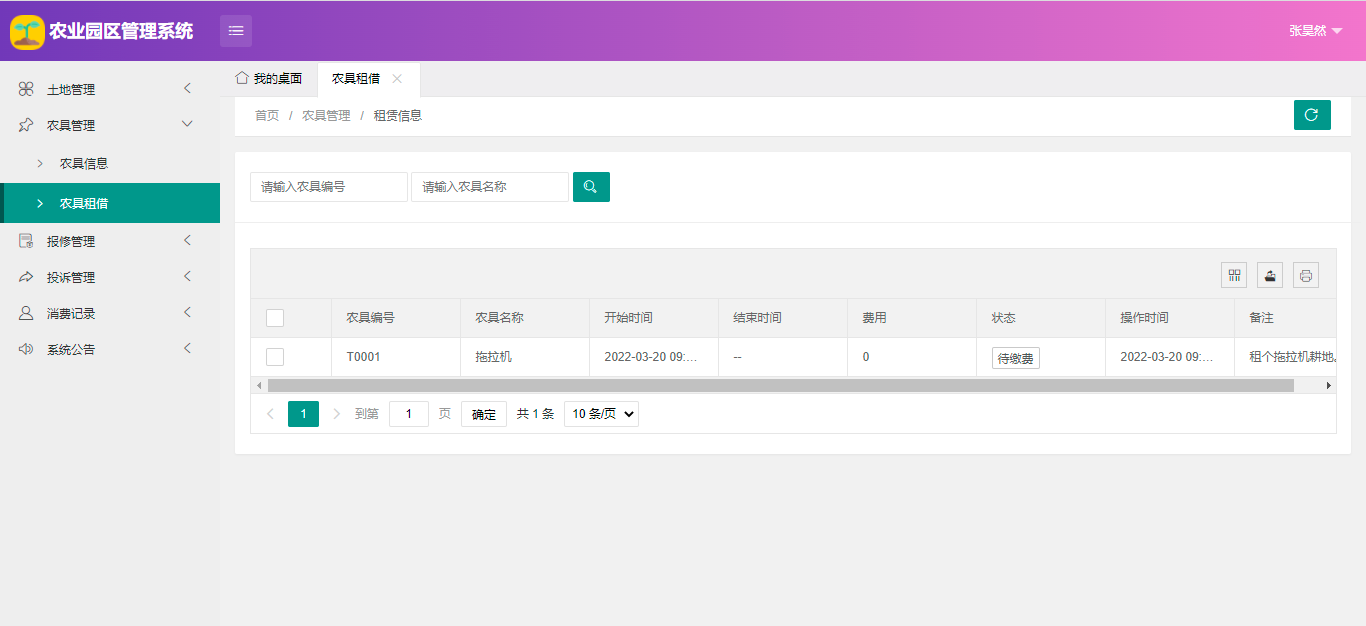 农业园区管理系统
张昊然
土地管理
农具管理
农具信息
农具租借
报修管理
投诉管理
消费记录
系统公告
我的桌面
农具租借
首页 / 农具管理 / 租赁信息
请输入农具编号 请输入农具名称
农具编号 农具名称 开始时间 结束时间 费用 状态 操作时间 备注
T0001 拖拉机 2022-03-20 09:... -- 0 待缴费 2022-03-20 09:... 租个拖拉机耕地。
1 到第 1 页 确定 共 1 条 10 条/页